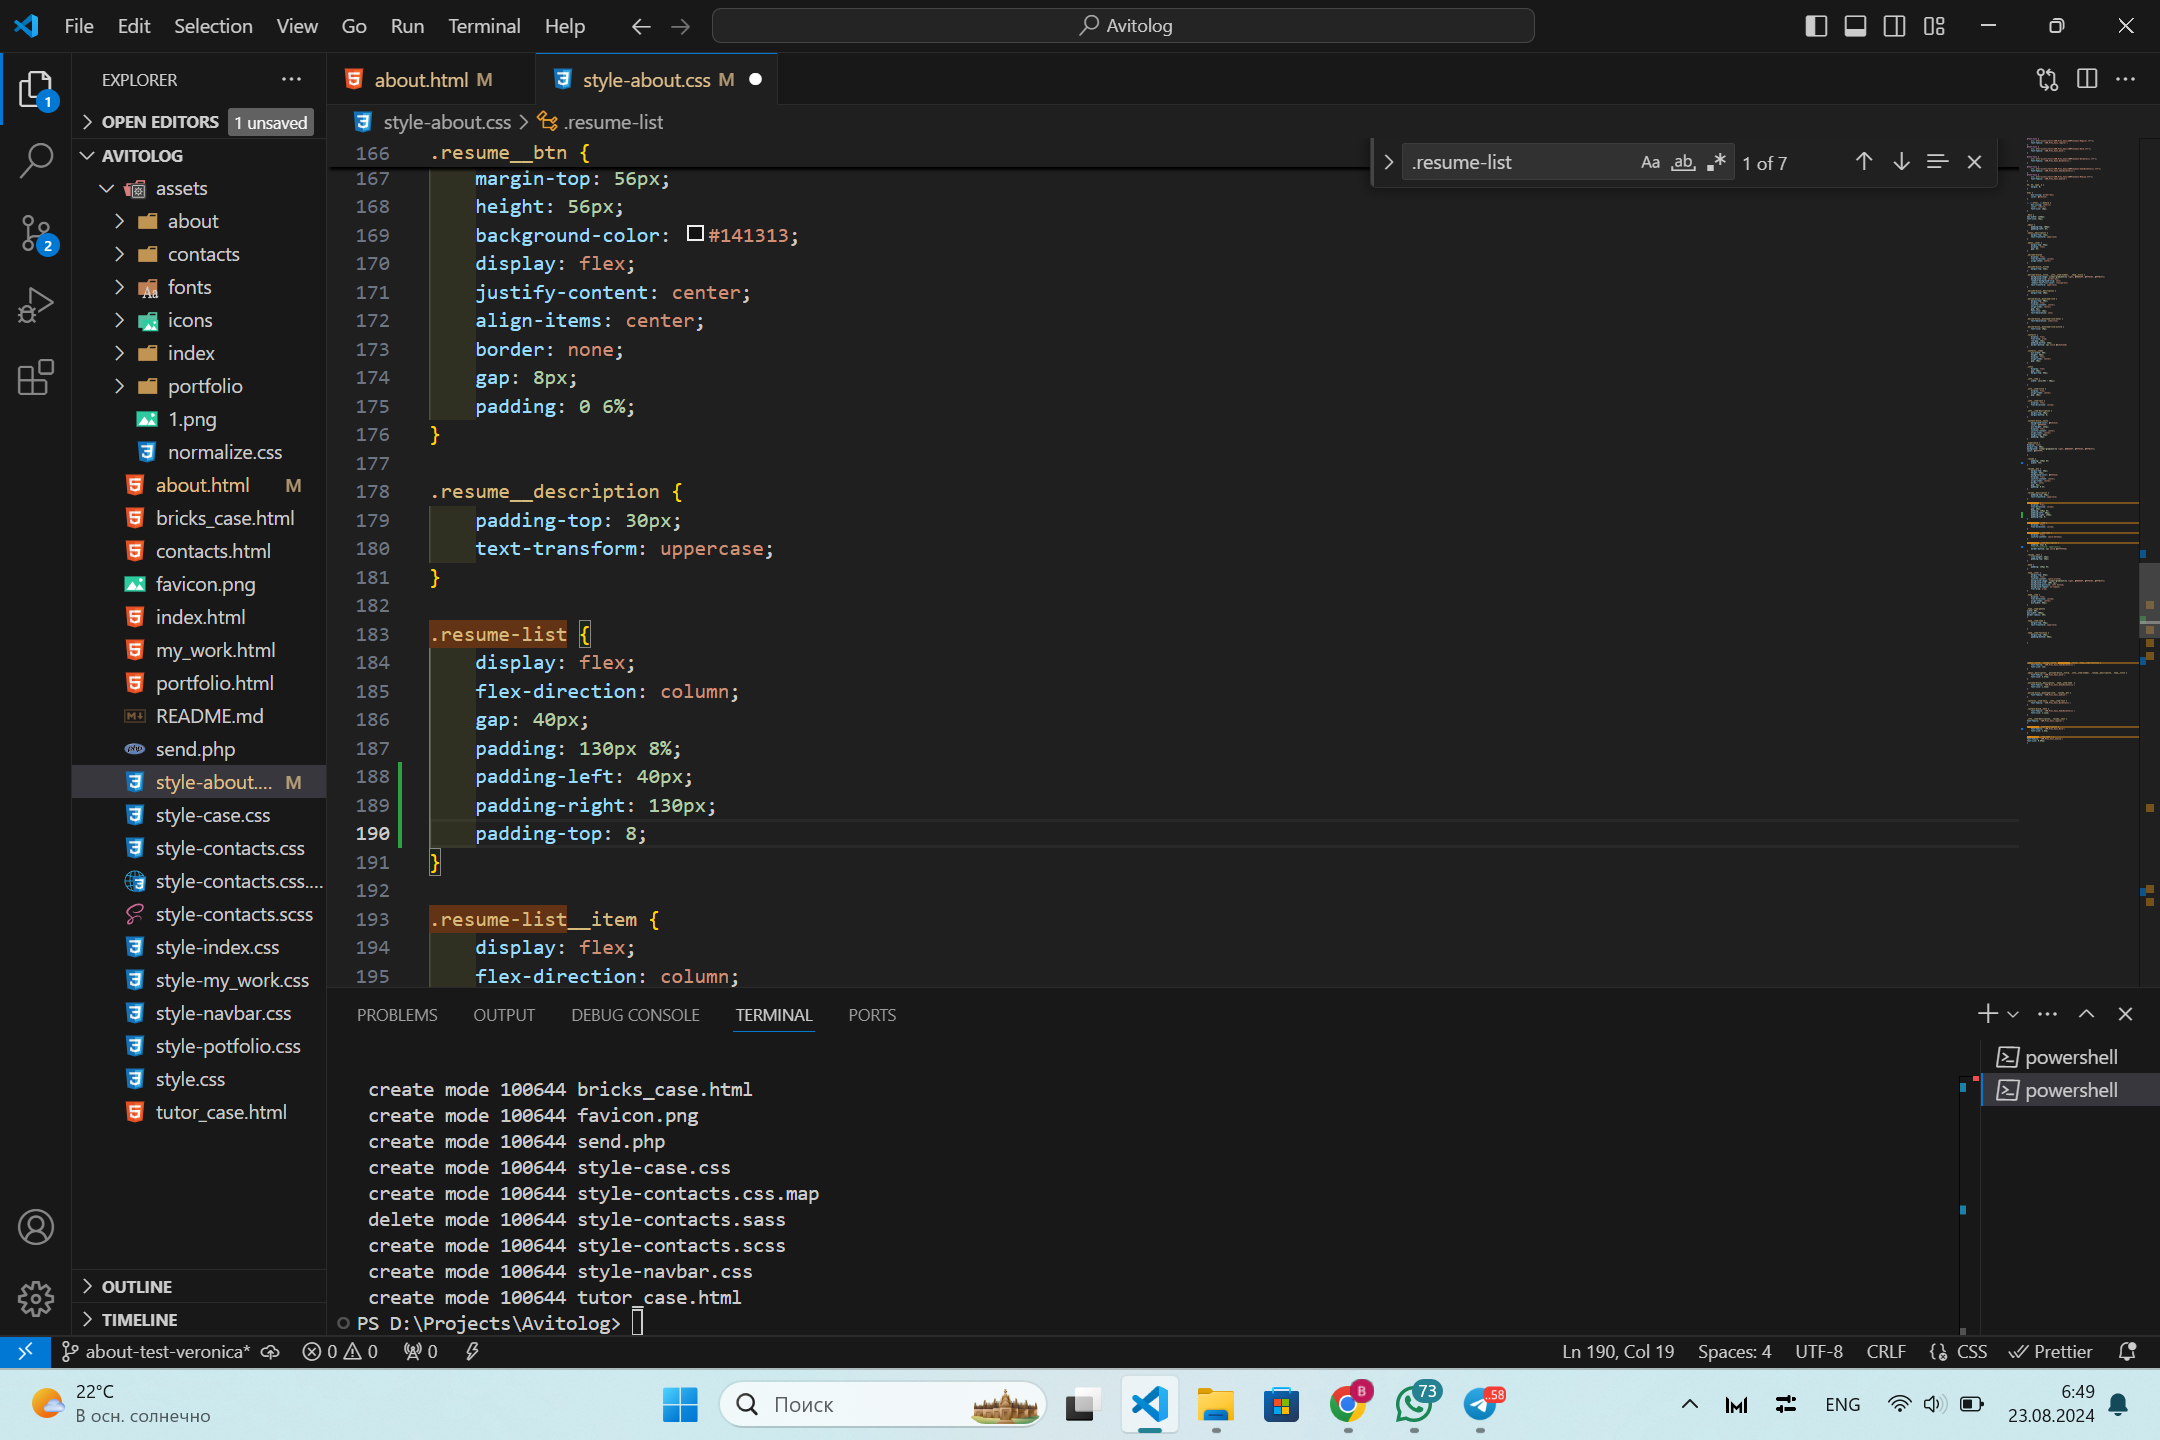 File Edit Selection View Go Run Terminal Help
Avitolog
EXPLORER
OPEN EDITORS 1 unsaved
AVITOLOG
assets
about
contacts
fonts
icons
index
portfolio
1.png
normalize.css
about.html M
bricks_case.html
contacts.html
favicon.png
index.html
my_work.html
portfolio.html
README.md
send.php
style-about.... M
style-case.css
style-contacts.css
style-contacts.css....
style-contacts.scss
style-index.css
style-my_work.css
style-navbar.css
style-potfolio.css
style.css
tutor_case.html
OUTLINE
TIMELINE
1
2
about.html M
style-about.css M
style-about.css > .resume-list
.resume-list Aa ab 1 of 7
166 .resume__btn {
167 margin-top: 56px;
168 height: 56px;
169 background-color: #141313;
170 display: flex;
171 justify-content: center;
172 align-items: center;
173 border: none;
174 gap: 8px;
175 padding: 0 6%;
176 }
177
178 .resume__description {
179 padding-top: 30px;
180 text-transform: uppercase;
181 }
182
183 .resume-list {
184 display: flex;
185 flex-direction: column;
186 gap: 40px;
187 padding: 130px 8%;
188 padding-left: 40px;
189 padding-right: 130px;
190 padding-top: 8;
191 }
192
193 .resume-list__item {
194 display: flex;
195 flex-direction: column;
PROBLEMS OUTPUT DEBUG CONSOLE TERMINAL PORTS
create mode 100644 bricks_case.html
create mode 100644 favicon.png
create mode 100644 send.php
create mode 100644 style-case.css
create mode 100644 style-contacts.css.map
delete mode 100644 style-contacts.sass
create mode 100644 style-contacts.scss
create mode 100644 style-navbar.css
create mode 100644 tutor_case.html
PS D:\Projects\Avitolog>
powershell
powershell
about-test-veronica* 0 0 0
Ln 190, Col 19 Spaces: 4 UTF-8 CRLF CSS Prettier
22°C
В осн. солнечно
Поиск
B
73
..58
ENG
6:49
23.08.2024